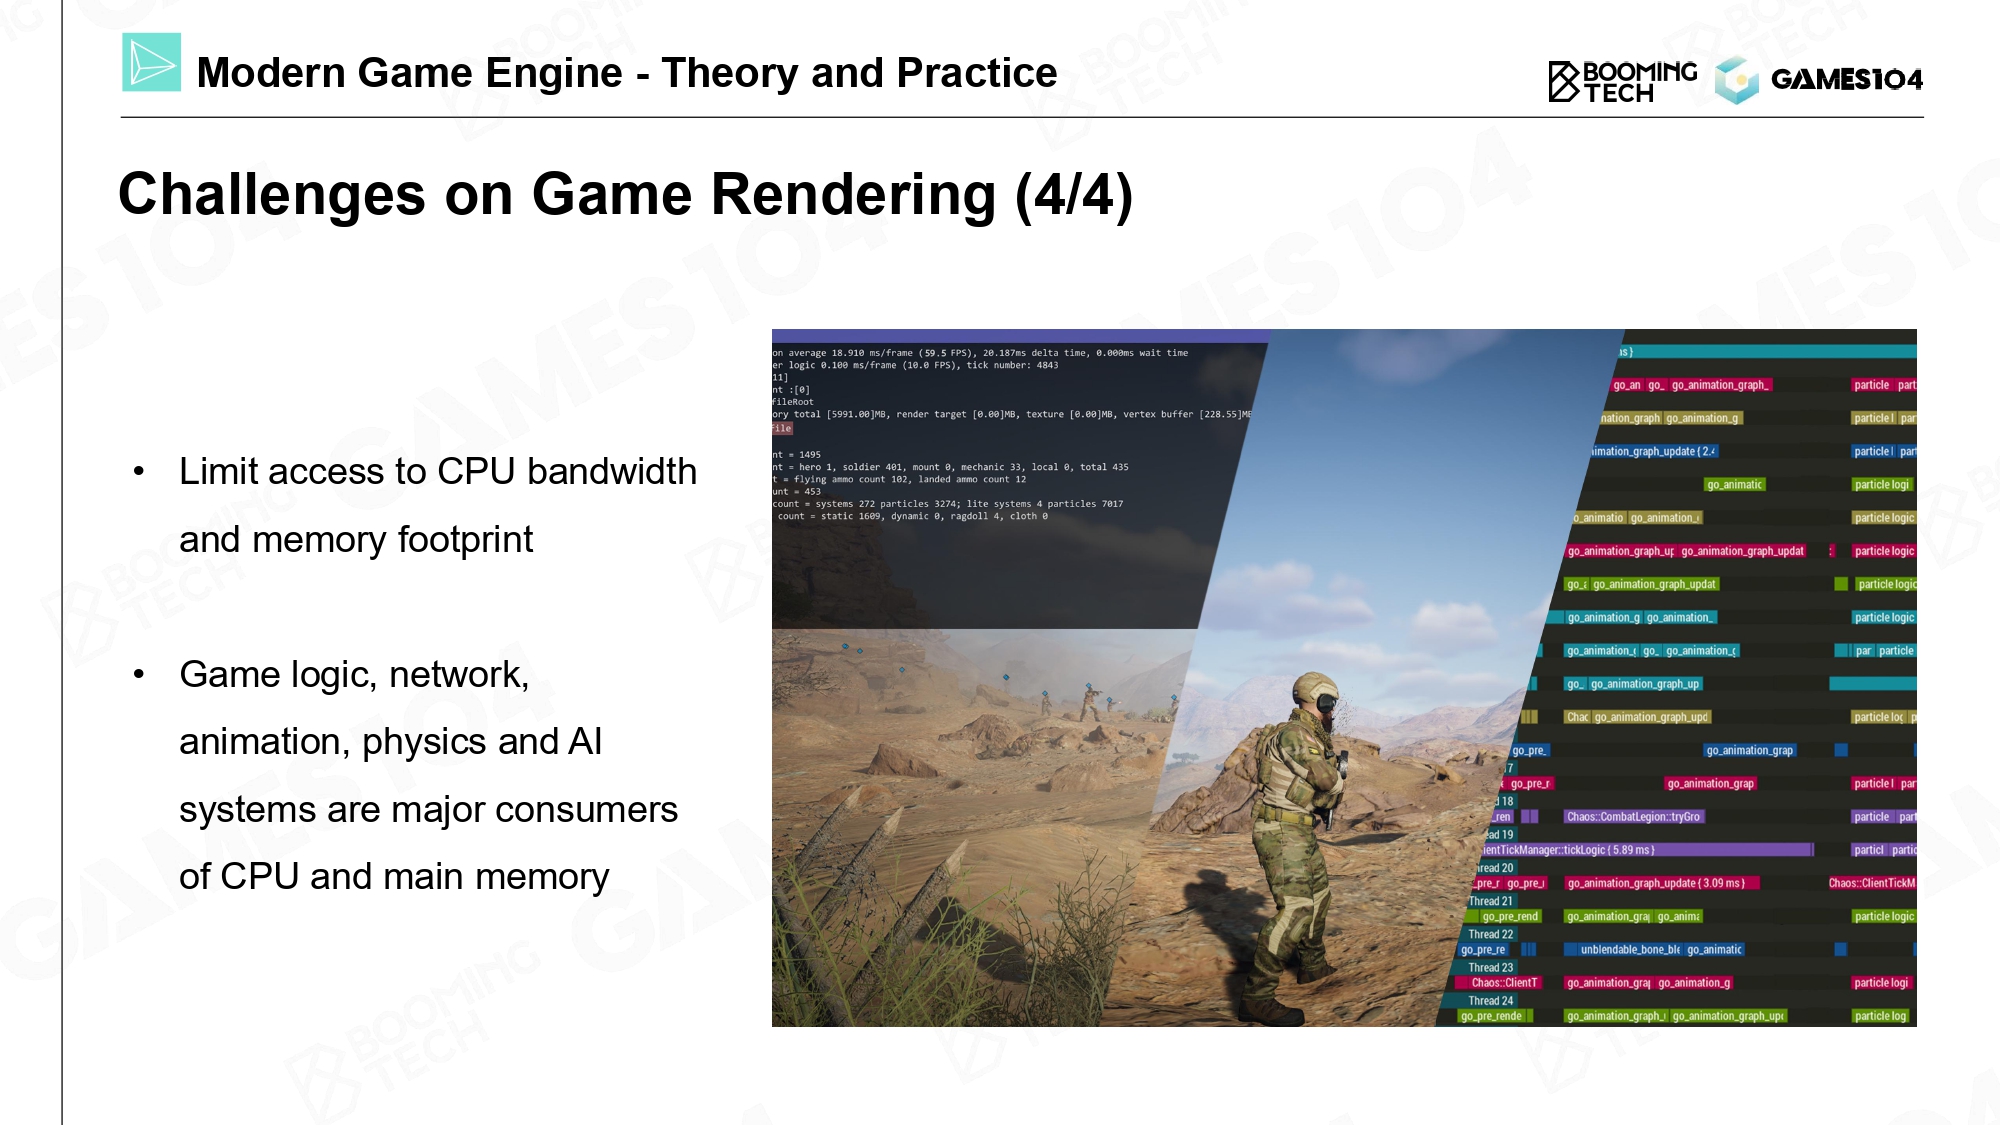 Modern Game Engine - Theory and Practice
BOOMING
TECH
GAMES104
Challenges on Game Rendering (4/4)
• Limit access to CPU bandwidth
and memory footprint
• Game logic, network,
animation, physics and AI
systems are major consumers
of CPU and main memory
on average 18.910 ms/frame (59.5 FPS), 20.187ms delta time, 0.000ms wait time
er logic 0.100 ms/frame (10.0 FPS), tick number: 4843
11]
nt :[0]
fileRoot
ory total [5991.00]MB, render target [0.00]MB, texture [0.00]MB, vertex buffer [228.55]MB
file
nt = 1495
nt = hero 1, soldier 401, mount 0, mechanic 33, local 0, total 435
t = flying ammo count 102, landed ammo count 12
unt = 453
count = systems 272 particles 3274; lite systems 4 particles 7017
count = static 1609, dynamic 0, ragdoll 4, cloth 0
go_an go_ go_animation_graph_ particle part
nation_graph go_animation_g particle l par
imation_graph_update { 2.4 particle l part
go_animatic particle logi
o_animatio go_animation_ particle logic
go_animation_graph_up go_animation_graph_updat particle logic
go_ go_animation_graph_updat particle logic
go_animation_g go_animation_ particle logic
go_animation_ go_ go_animation_ par particle
go_ go_animation_graph_up
Chac go_animation_graph_upd particle loc p
go_pre_ go_animation_grap
17
go_pre_r go_animation_grap particle l par
d 18
_ren Chaos::CombatLegion::tryGro particle part
ead 19
ientTickManager::tickLogic { 5.89 ms } particl partic
hread 20
_pre_r go_pre_ go_animation_graph_update { 3.09 ms } Chaos::ClientTickM
Thread 21
go_pre_rend go_animation_gra go_anima particle logic
Thread 22
go_pre_re unblendable_bone_ble go_animatic
Thread 23
Chaos::ClientT go_animation_gra go_animation_g particle logi
Thread 24
go_pre_rende go_animation_graph_ go_animation_graph_up particle log